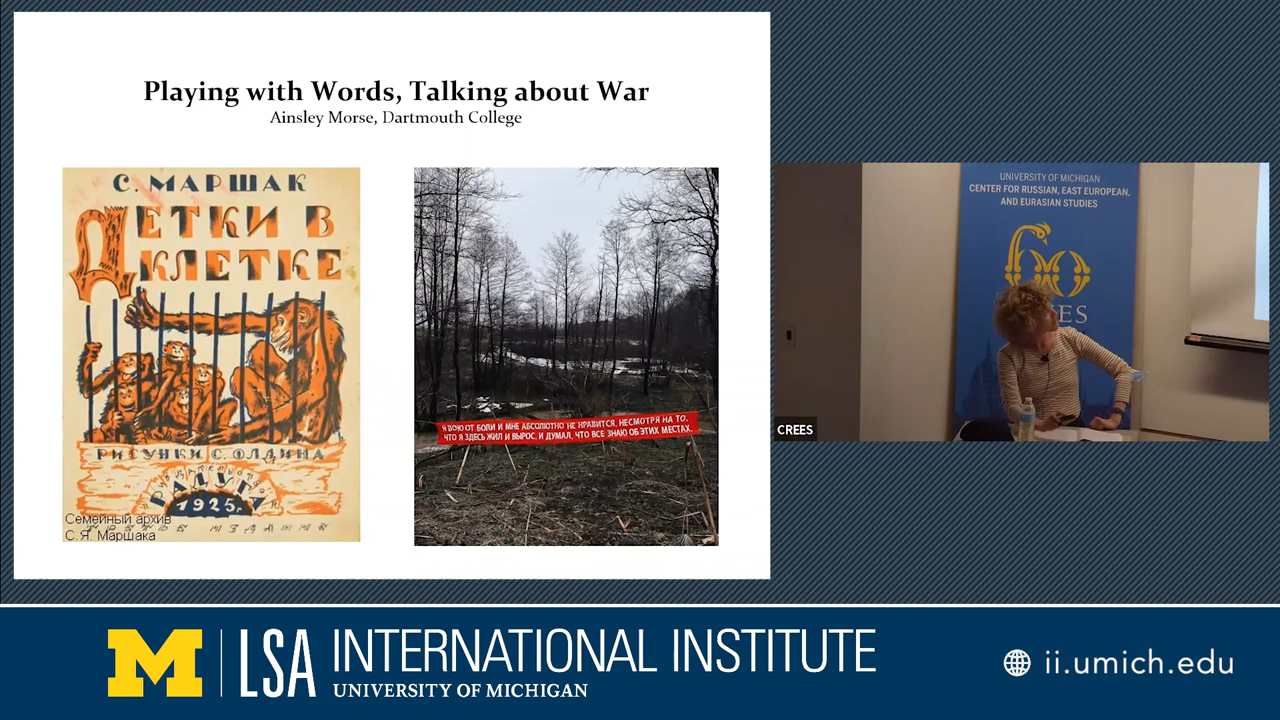 Playing with Words, Talking about War
Ainsley Morse, Dartmouth College
С. МАРШАК
ДЕТКИ В
КЛЕТКЕ
РИСУНКИ С. ОЛДИНА
РАДУГА
1925г.
Семейный архив
С.Я. Маршака
Я ВОЮ ОТ БОЛИ И МНЕ АБСОЛЮТНО НЕ НРАВИТСЯ, НЕСМОТРЯ НА ТО,
ЧТО Я ЗДЕСЬ ЖИЛ И ВЫРОС, И ДУМАЛ, ЧТО ВСЕ ЗНАЮ ОБ ЭТИХ МЕСТАХ.
UNIVERSITY OF MICHIGAN
CENTER FOR RUSSIAN, EAST EUROPEAN,
AND EURASIAN STUDIES
60
CREES
M LSA INTERNATIONAL INSTITUTE
UNIVERSITY OF MICHIGAN
ii.umich.edu